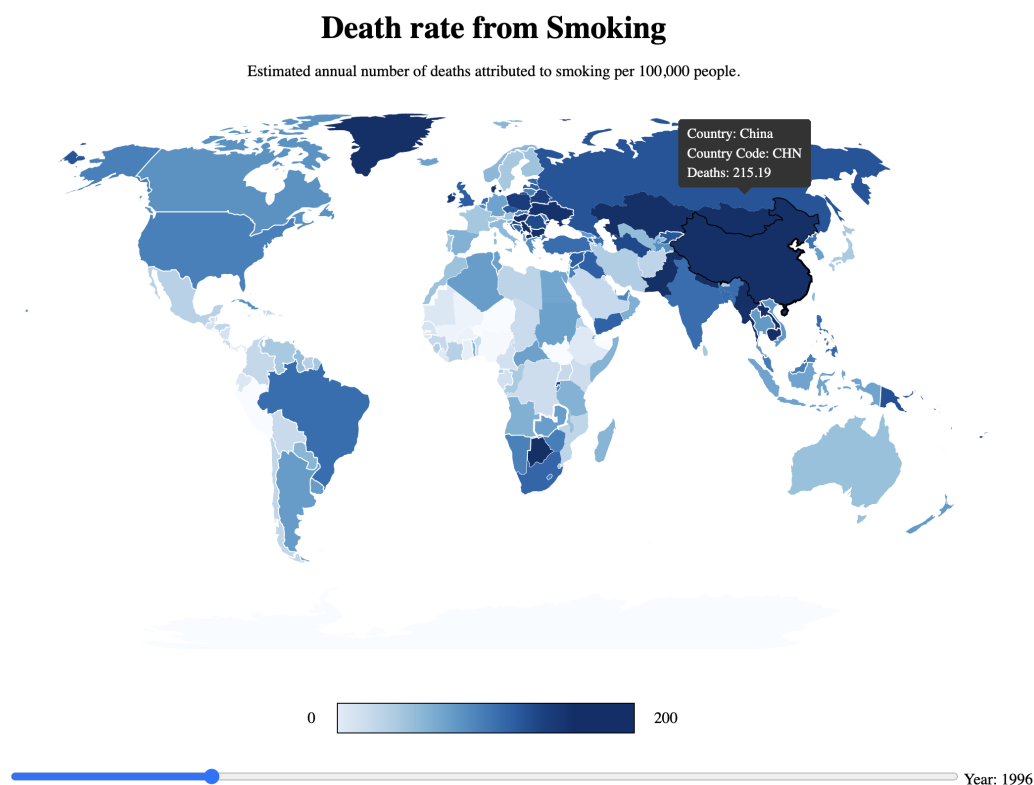 Death rate from Smoking
Estimated annual number of deaths attributed to smoking per 100,000 people.
Country: China
Country Code: CHN
Deaths: 215.19
0
200
Year: 1996